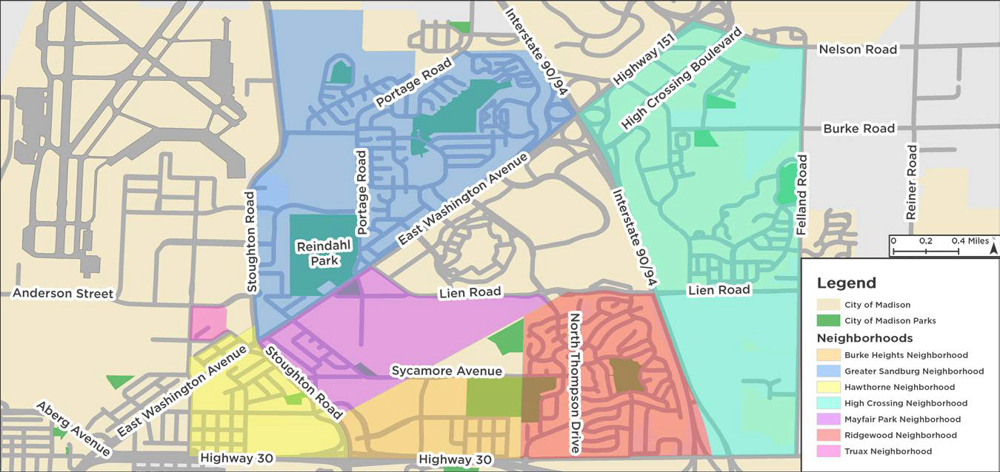 Interstate 90/94
Highway 151
High Crossing Boulevard
Nelson Road
Portage Road
Burke Road
Portage Road
East Washington Avenue
Felland Road
Reiner Road
Stoughton Road
Interstate 90/94
Reindahl
Park
0 0.2 0.4 Miles N
Anderson Street
Lien Road
Lien Road
North Thompson Drive
East Washington Avenue
Stoughton Road
Sycamore Avenue
Aberg Avenue
Highway 30
Highway 30
Legend
City of Madison
City of Madison Parks
Neighborhoods
Burke Heights Neighborhood
Greater Sandburg Neighborhood
Hawthorne Neighborhood
High Crossing Neighborhood
Mayfair Park Neighborhood
Ridgewood Neighborhood
Truax Neighborhood